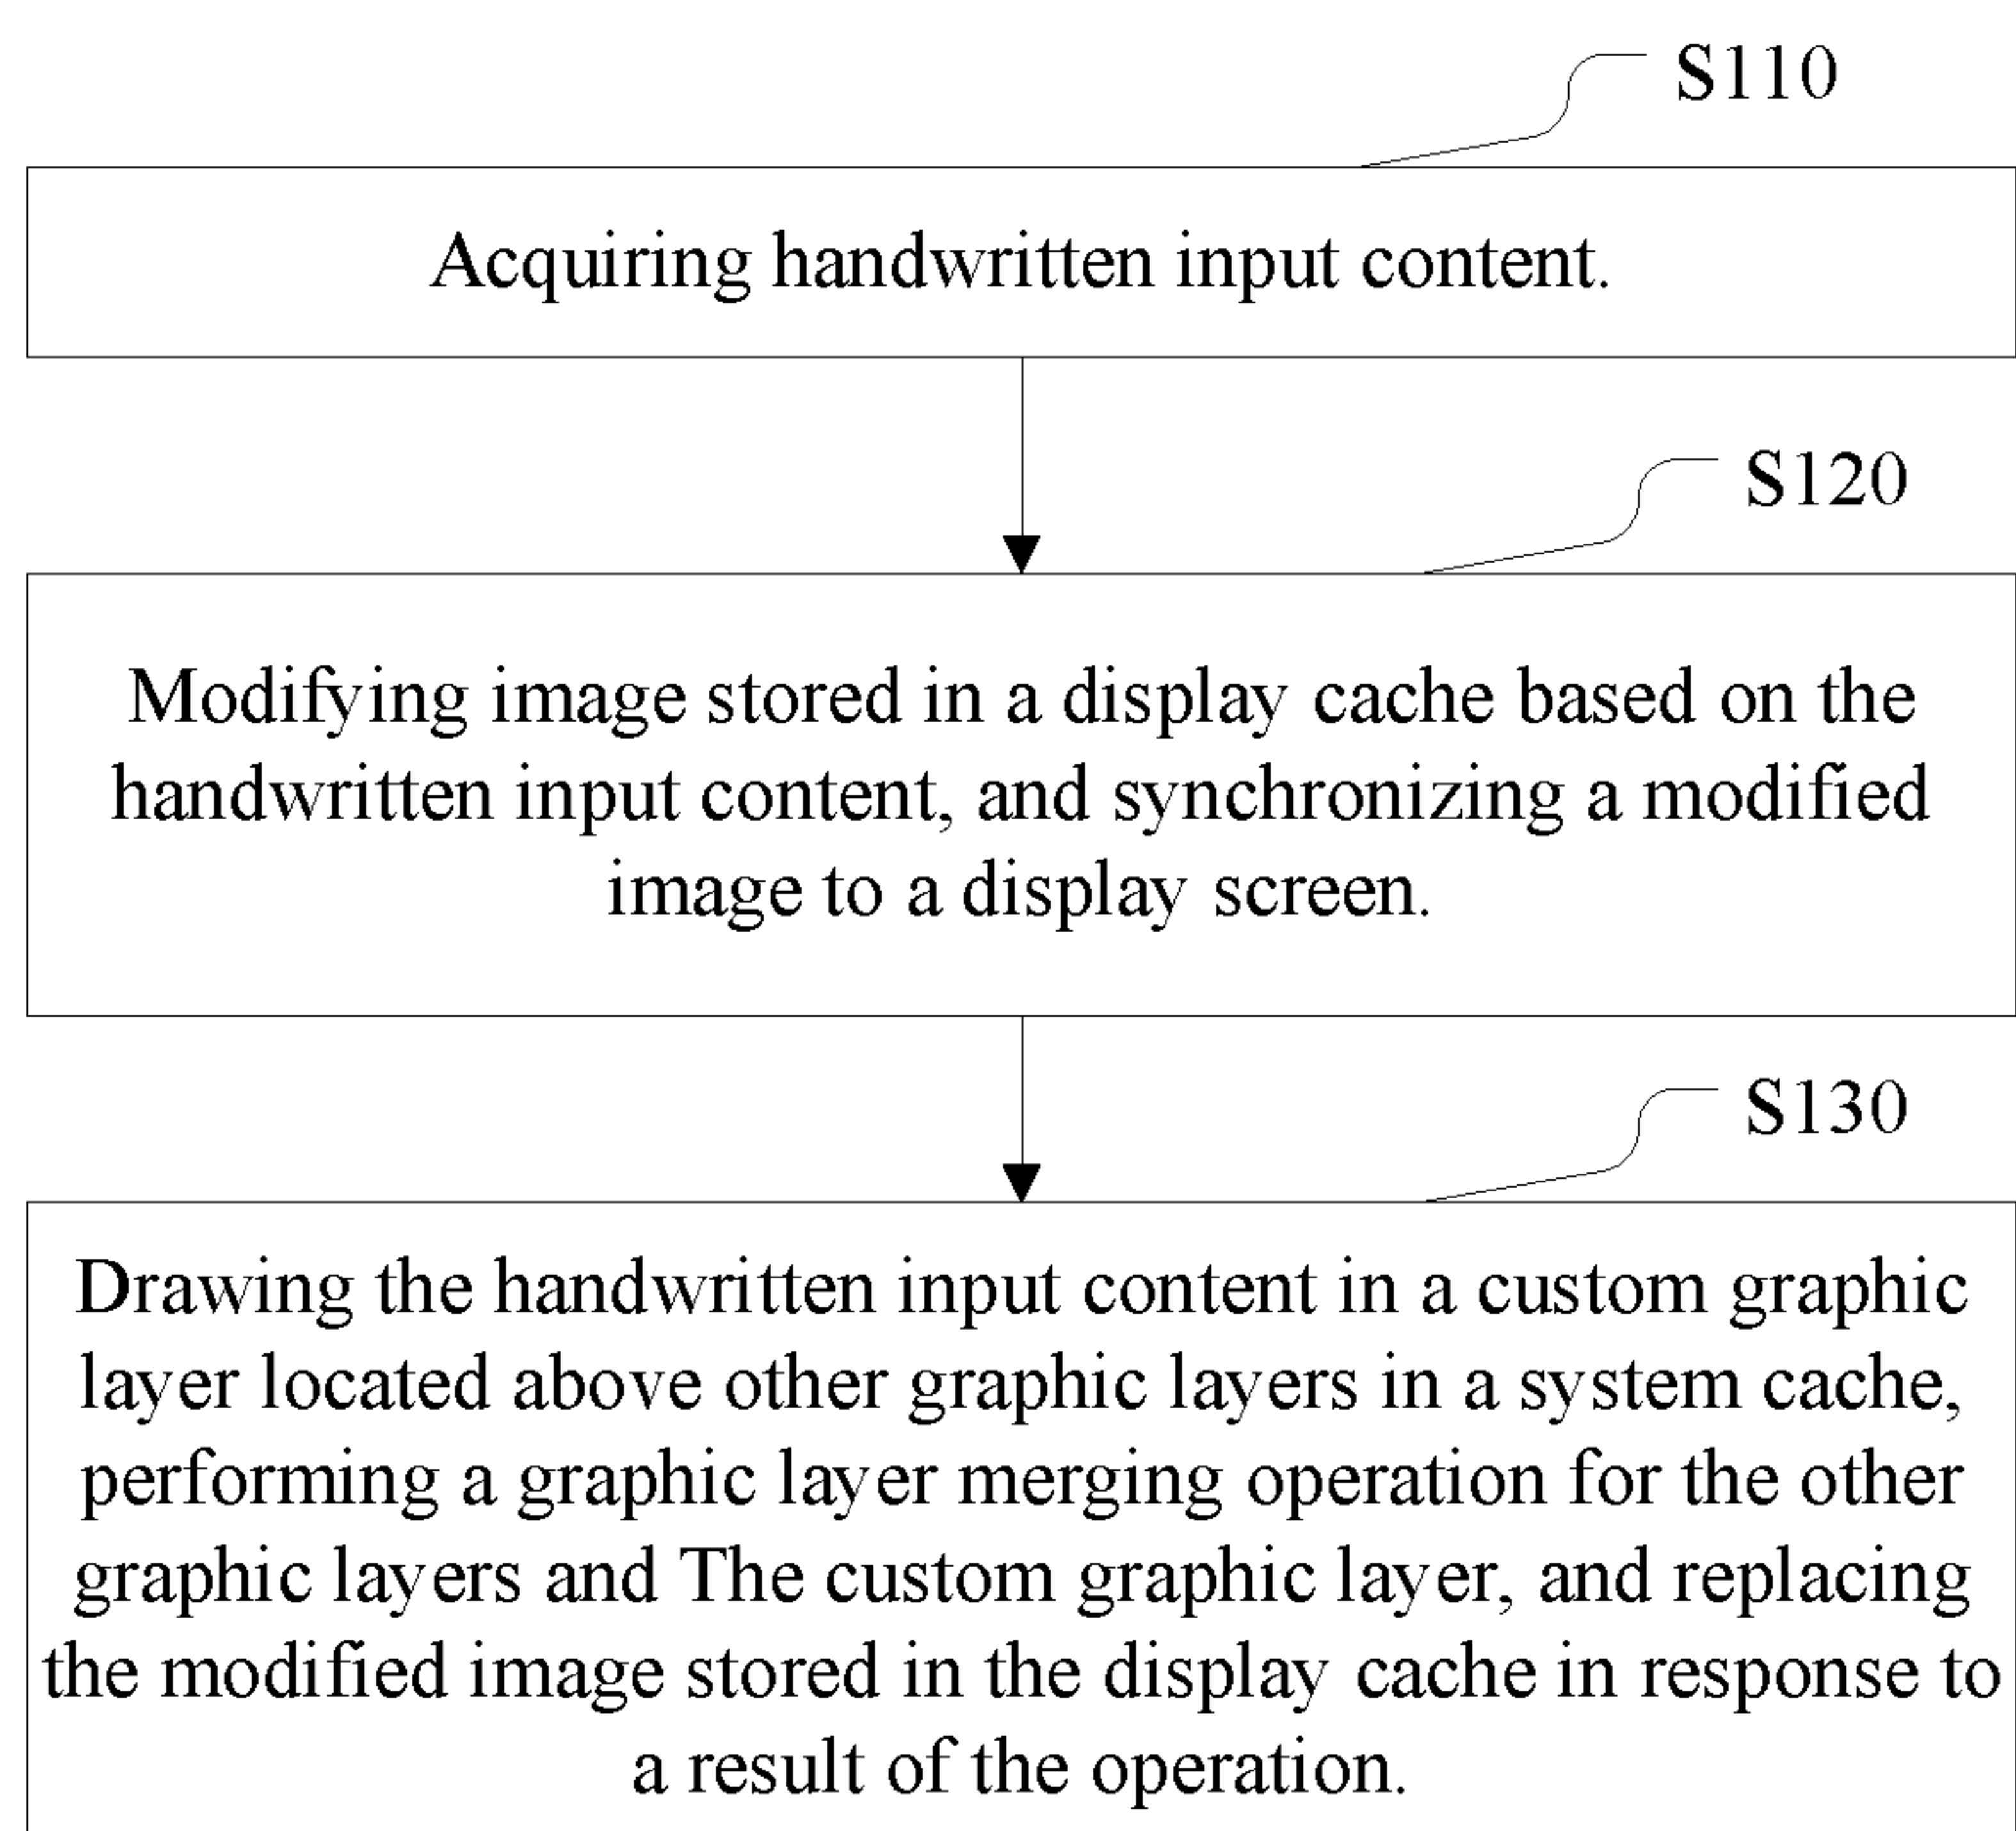 S110
Acquiring handwritten input content.
S120
Modifying image stored in a display cache based on the
handwritten input content, and synchronizing a modified
image to a display screen.
S130
Drawing the handwritten input content in a custom graphic
layer located above other graphic layers in a system cache,
performing a graphic layer merging operation for the other
graphic layers and The custom graphic layer, and replacing
the modified image stored in the display cache in response to
a result of the operation.